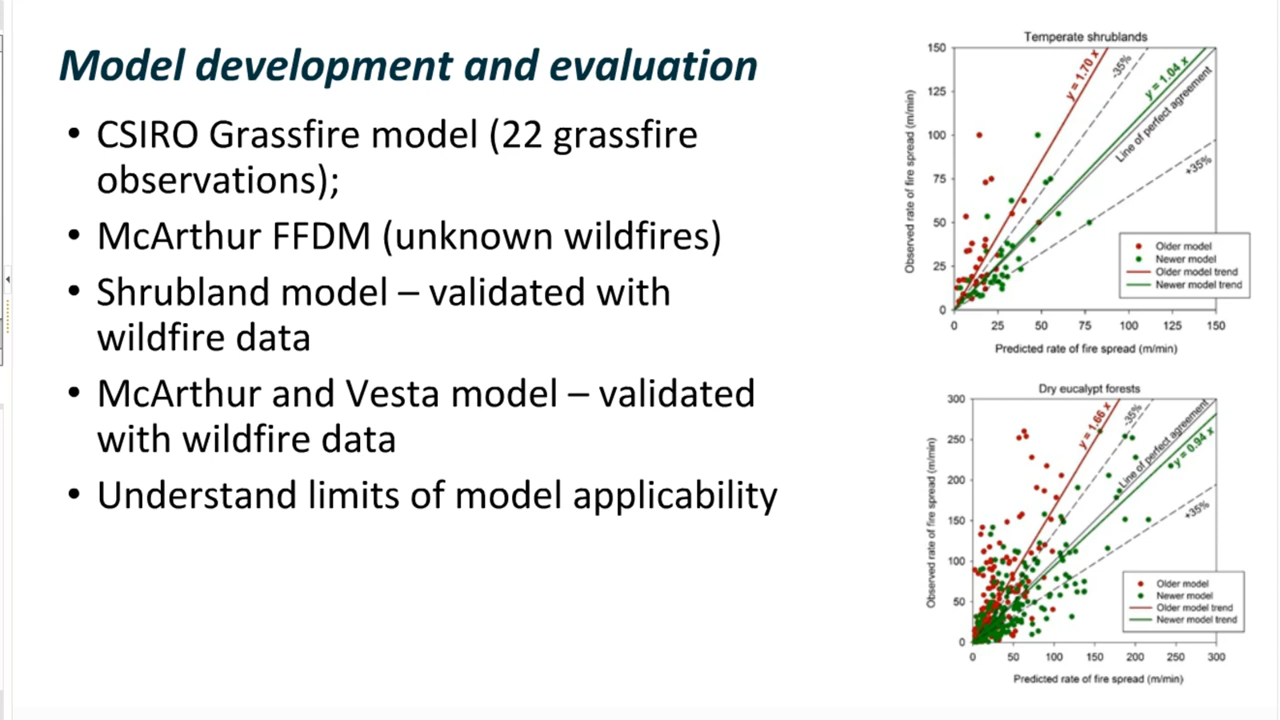 Model development and evaluation
• CSIRO Grassfire model (22 grassfire
observations);
• McArthur FFDM (unknown wildfires)
• Shrubland model – validated with
wildfire data
• McArthur and Vesta model – validated
with wildfire data
• Understand limits of model applicability
Temperate shrublands
Observed rate of fire spread (m/min)
150
125
100
75
50
25
0
y = 1.70 x
-35%
y = 1.04 x
Line of perfect agreement
+35%
Older model
Newer model
Older model trend
Newer model trend
0 25 50 75 100 125 150
Predicted rate of fire spread (m/min)
Dry eucalypt forests
Observed rate of fire spread (m/min)
300
250
200
150
100
50
0
y = 1.66 x
-35%
Line of perfect agreement
y = 0.94 x
+35%
Older model
Newer model
Older model trend
Newer model trend
0 50 100 150 200 250 300
Predicted rate of fire spread (m/min)